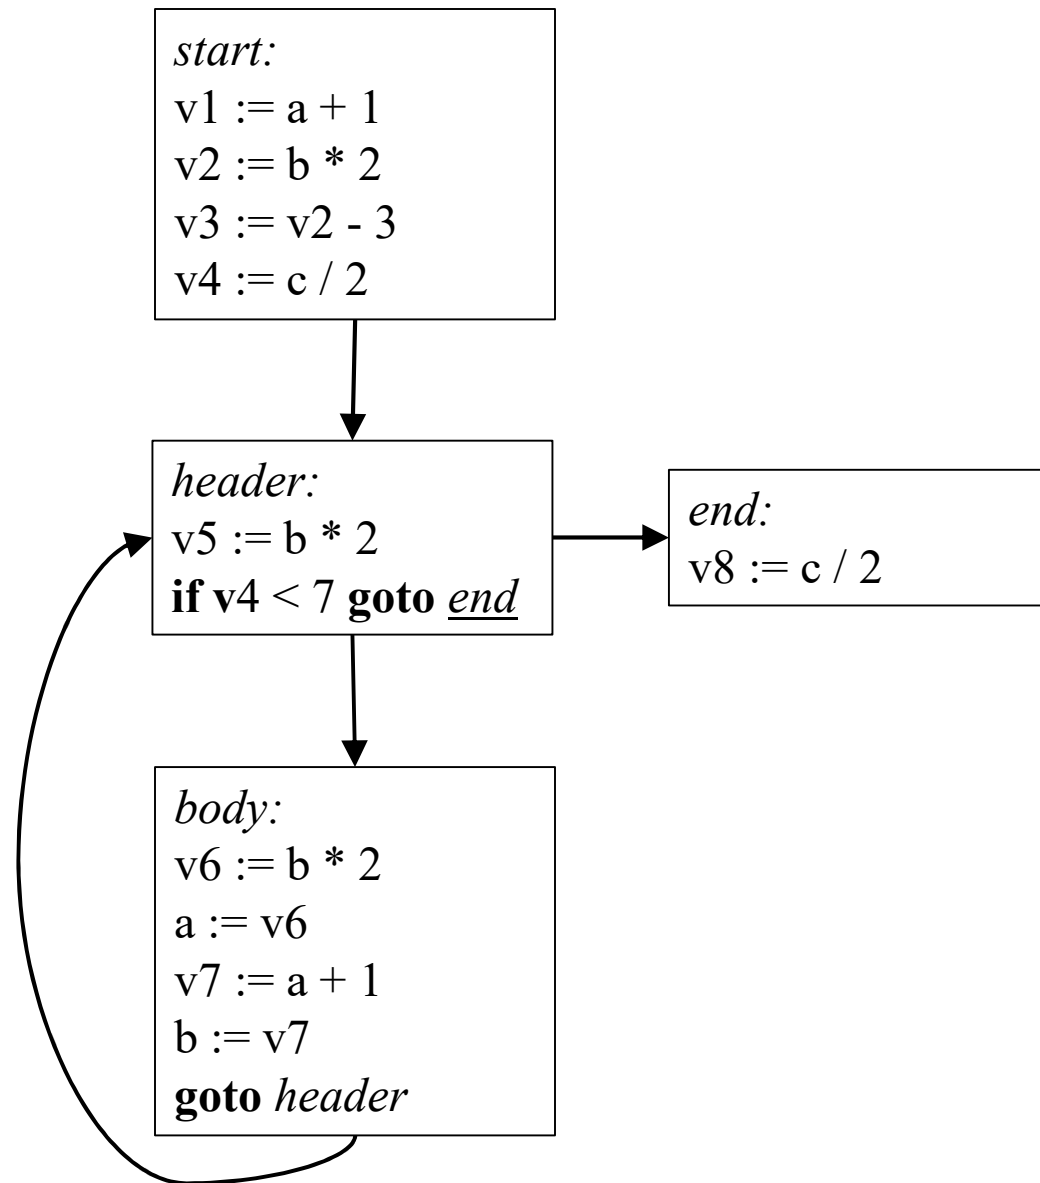 start:
v1 := a + 1
v2 := b * 2
v3 := v2 - 3
v4 := c / 2
header:
v5 := b * 2
if v4 < 7 goto end
end:
v8 := c / 2
body:
v6 := b * 2
a := v6
v7 := a + 1
b := v7
goto header